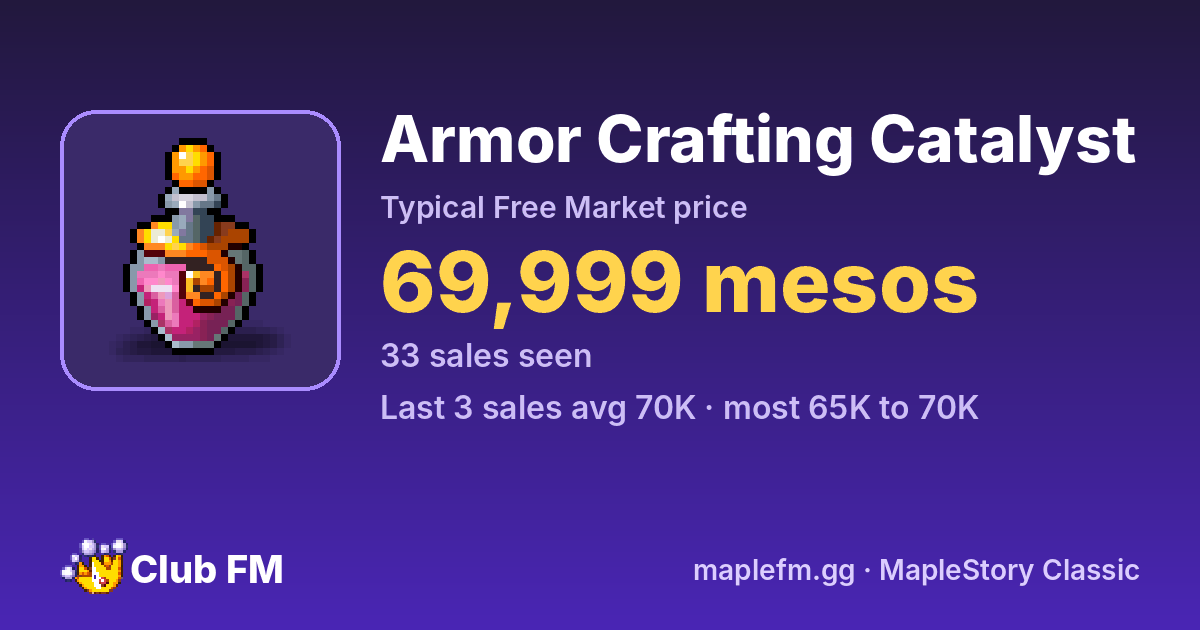 Armor Crafting Catalyst
Typical Free Market price
69,999 mesos
33 sales seen
Last 3 sales avg 70K · most 65K to 70K
Club FM
maplefm.gg · MapleStory Classic